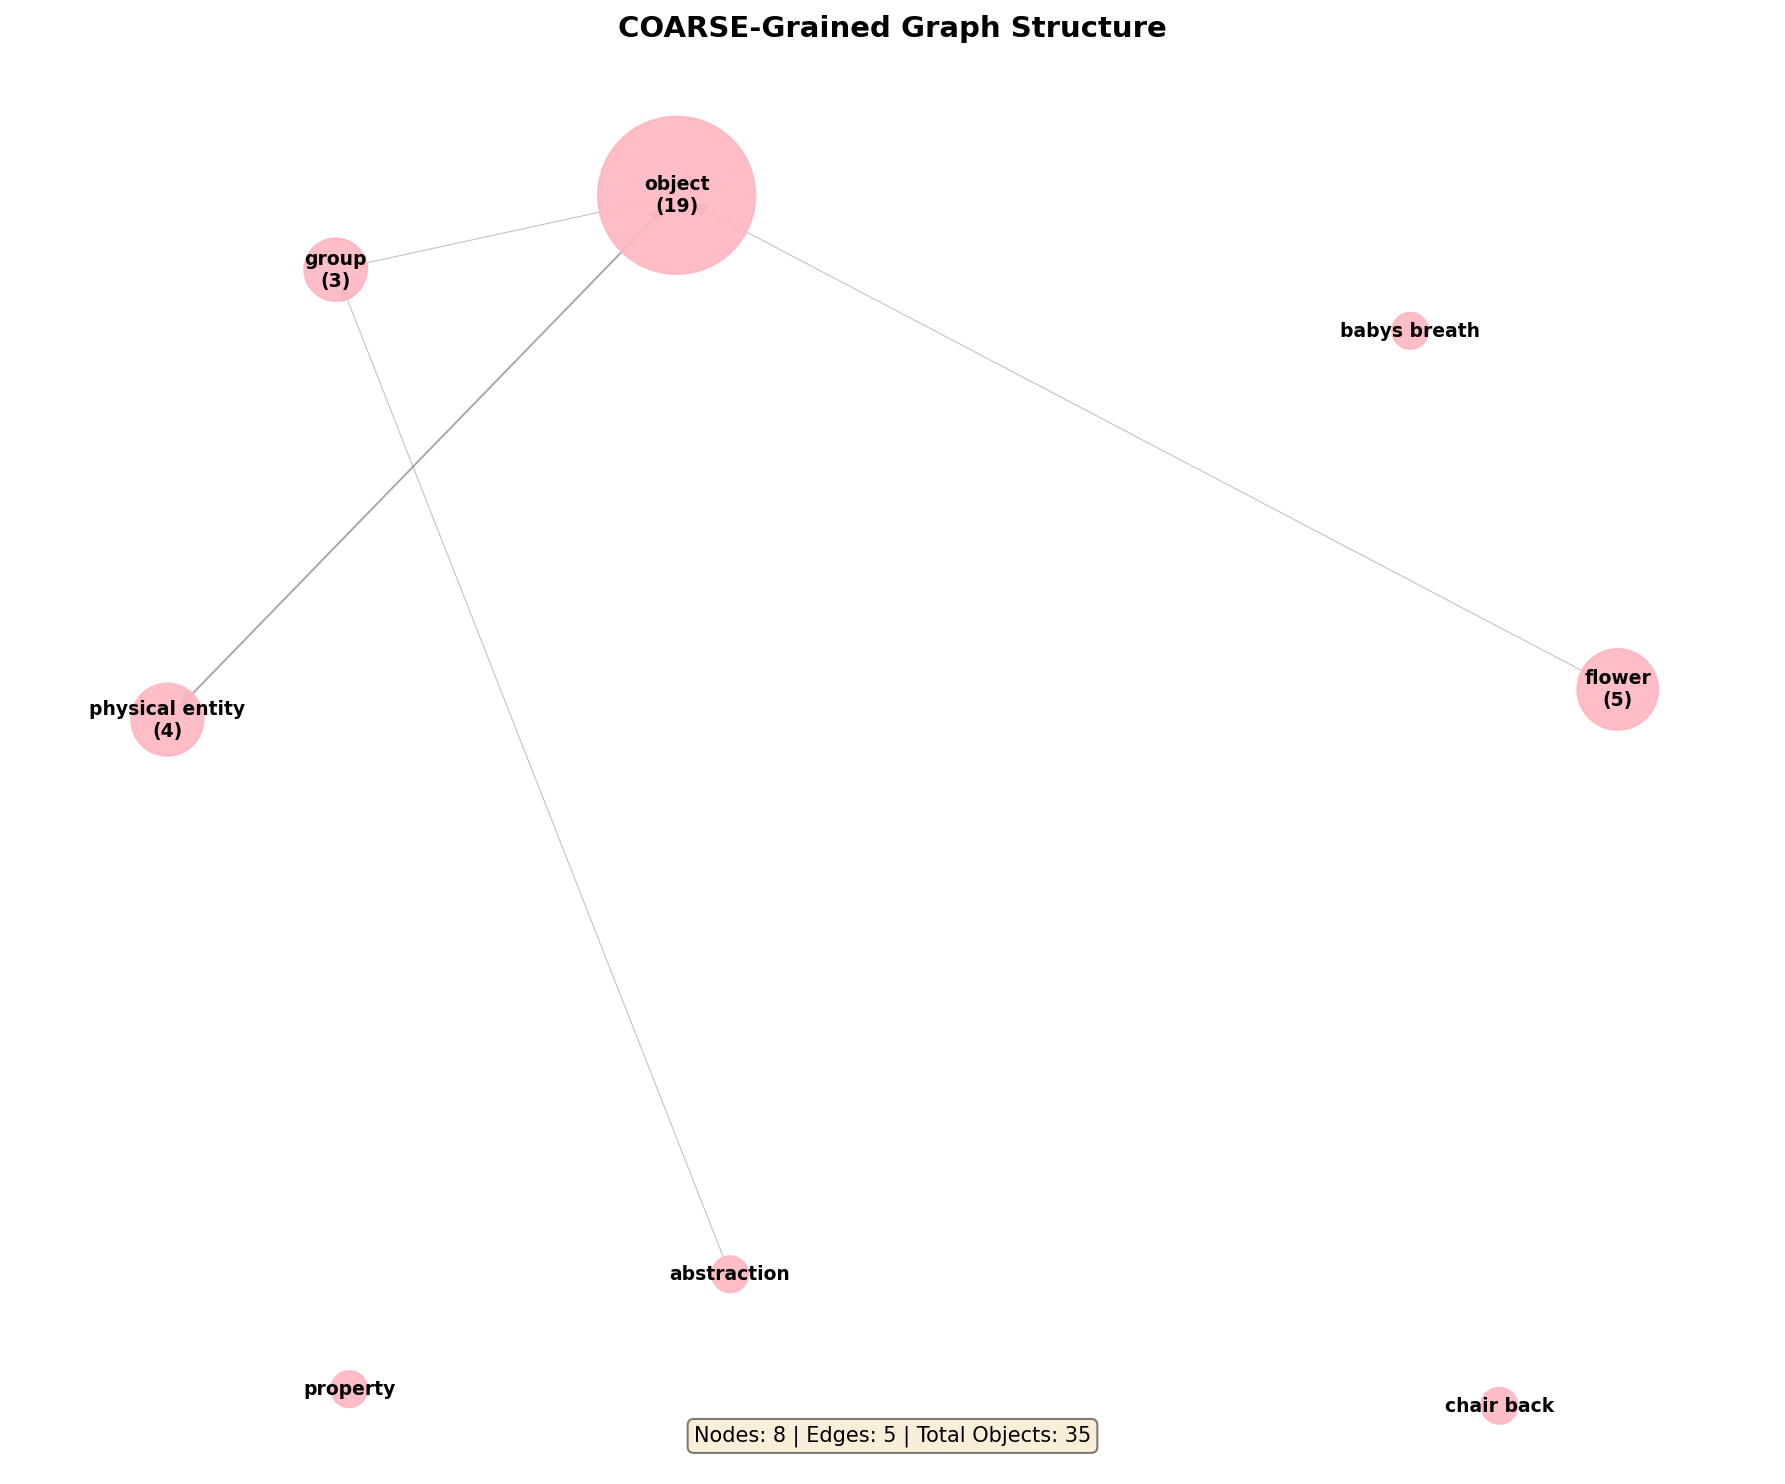 COARSE-Grained Graph Structure
object
(19)
group
(3)
babys breath
flower
(5)
physical entity
(4)
abstraction
property
chair back
Nodes: 8 | Edges: 5 | Total Objects: 35